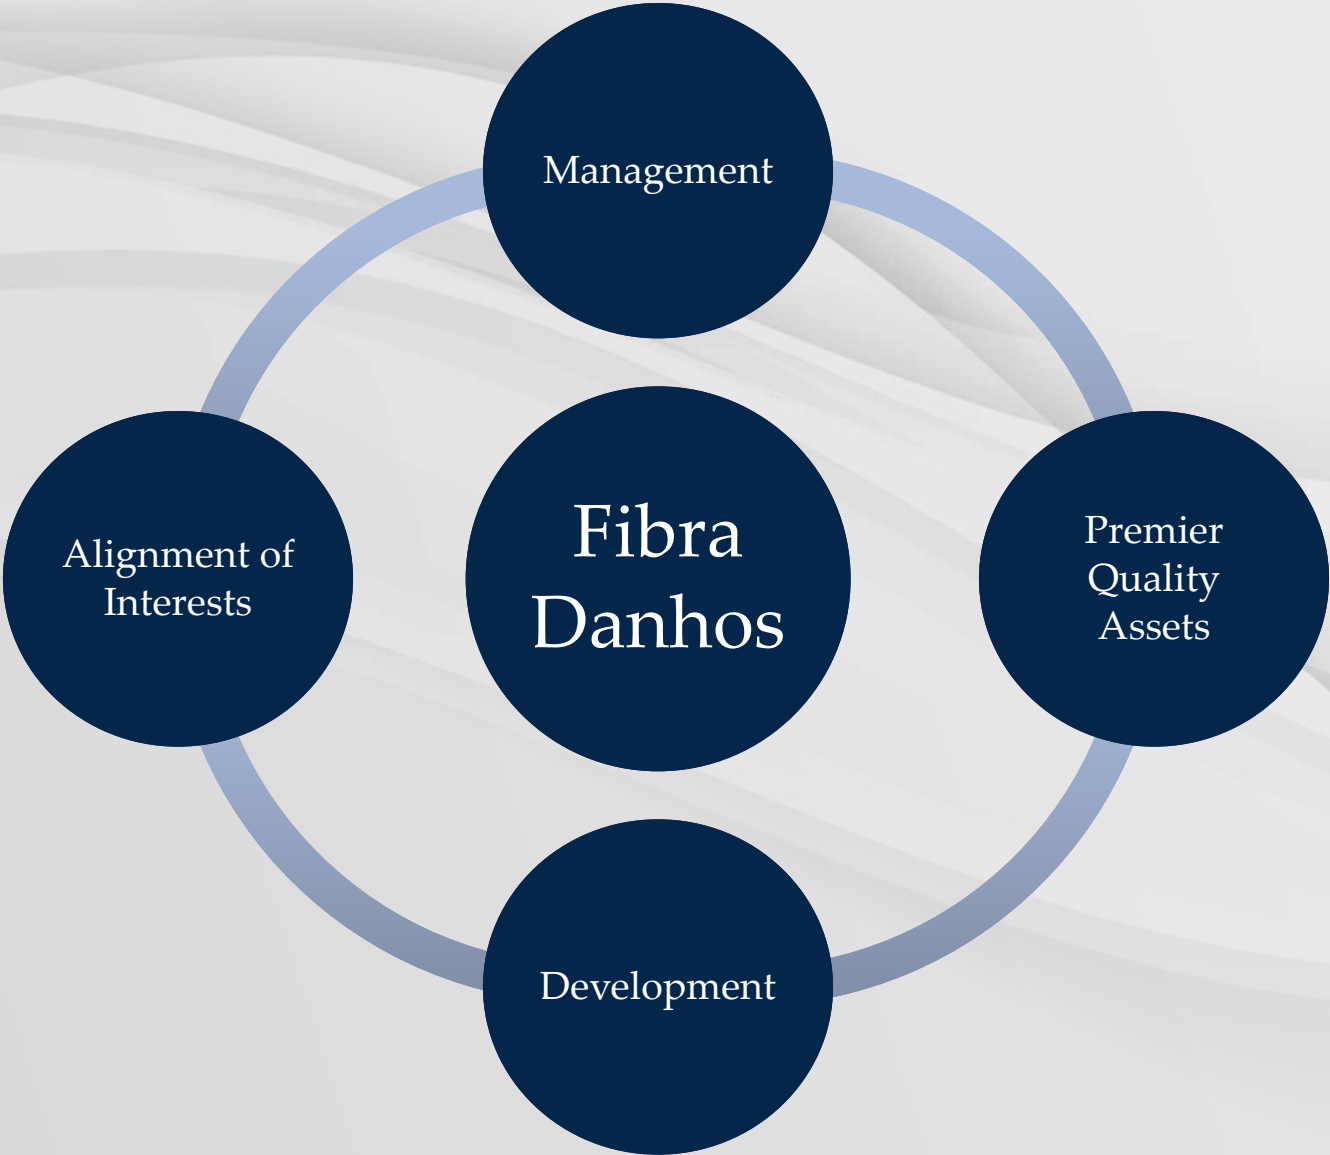 Management
Alignment of
Interests
Fibra
Danhos
Premier
Quality
Assets
Development